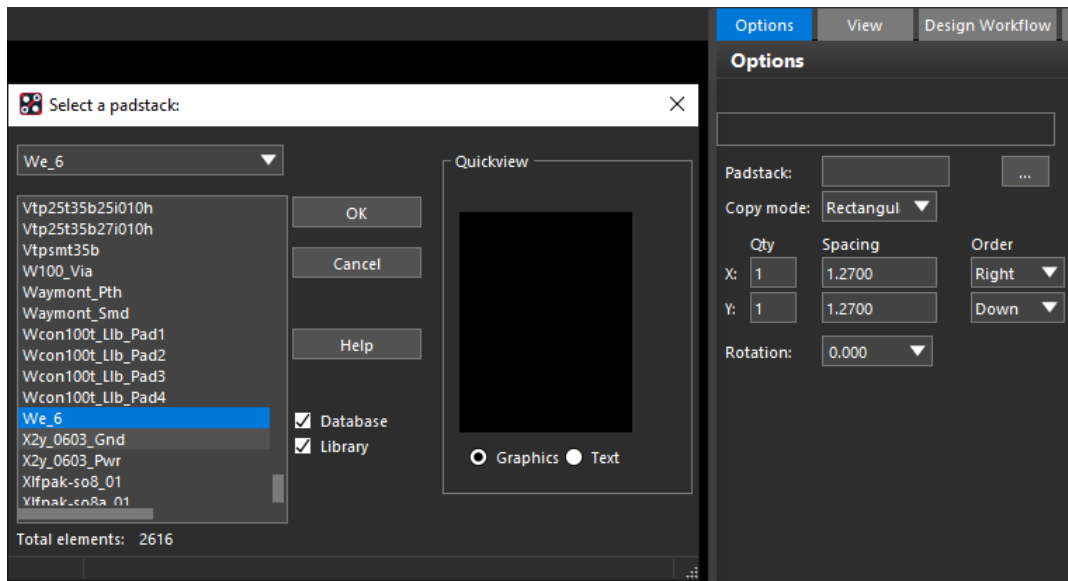 Options View Design Workflow
Options
Select a padstack:
We_6
Quickview
Vtp25t35b25i010h
Vtp25t35b27i010h
Vtpsmt35b
W100_Via
Waymont_Pth
Waymont_Smd
Wcon100t_Llb_Pad1
Wcon100t_Llb_Pad2
Wcon100t_Llb_Pad3
Wcon100t_Llb_Pad4
We_6
X2y_0603_Gnd
X2y_0603_Pwr
Xlfpak-so8_01
Xlfpak-so8a_01
OK
Cancel
Help
Database
Library
Graphics Text
Total elements: 2616
Padstack: ...
Copy mode: Rectangul
Qty Spacing Order
X: 1 1.2700 Right
Y: 1 1.2700 Down
Rotation: 0.000